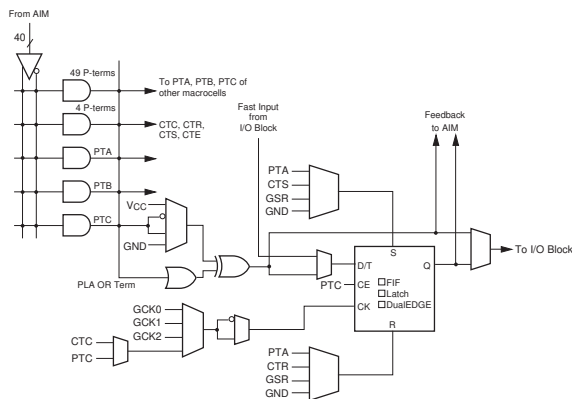 From AIM
40
49 P-terms
To PTA, PTB, PTC of
other macrocells
4 P-terms
CTC, CTR,
CTS, CTE
PTA
PTB
PTC
VCC
GND
PLA OR Term
Fast Input
from
I/O Block
Feedback
to AIM
PTA
CTS
GSR
GND
S
D/T
Q
PTC
CE
FIF
Latch
DualEDGE
CK
R
To I/O Block
GCK0
GCK1
GCK2
CTC
PTC
PTA
CTR
GSR
GND